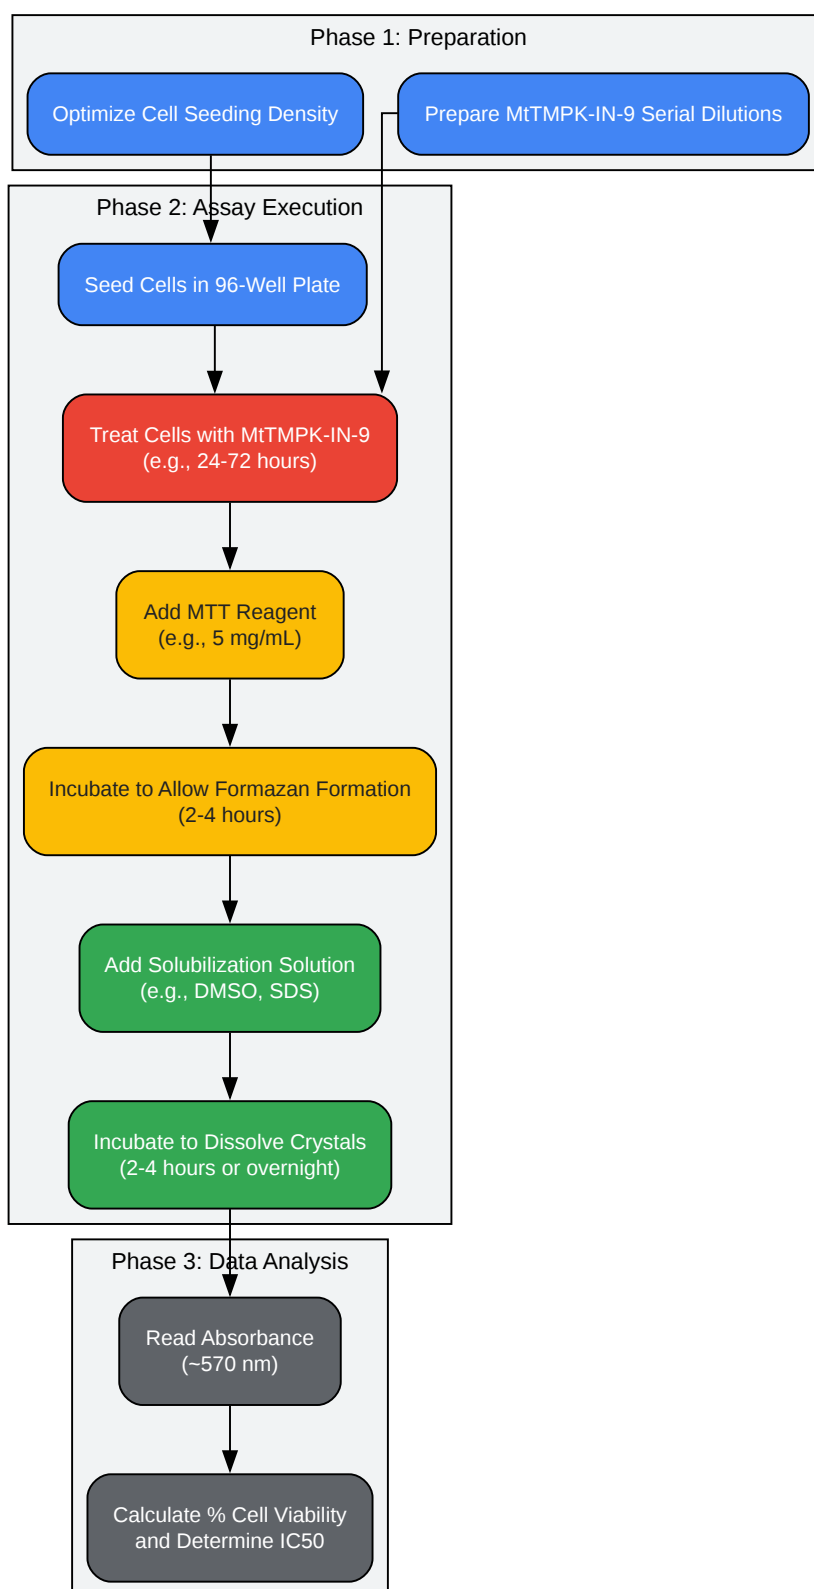 Phase 1: Preparation
Optimize Cell Seeding Density
Prepare MtTMPK-IN-9 Serial Dilutions
Phase 2: Assay Execution
Seed Cells in 96-Well Plate
Treat Cells with MtTMPK-IN-9
(e.g., 24-72 hours)
Add MTT Reagent
(e.g., 5 mg/mL)
Incubate to Allow Formazan Formation
(2-4 hours)
Add Solubilization Solution
(e.g., DMSO, SDS)
Incubate to Dissolve Crystals
(2-4 hours or overnight)
Phase 3: Data Analysis
Read Absorbance
(~570 nm)
Calculate % Cell Viability
and Determine IC50